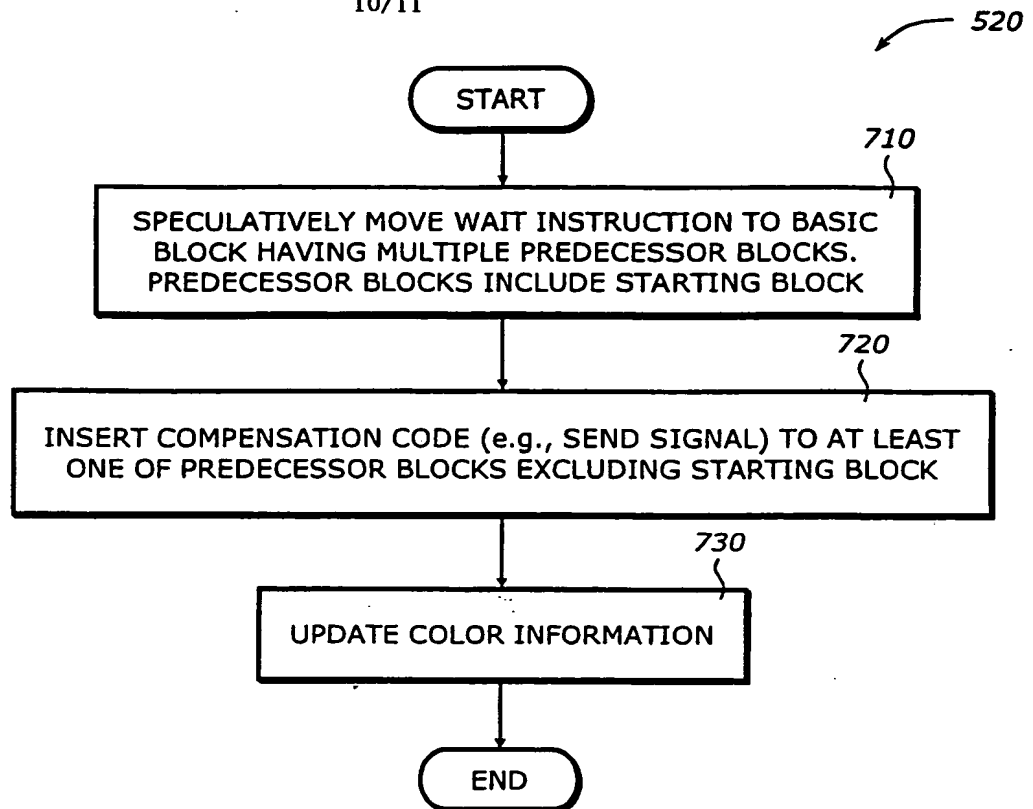 10/11
520
START
710
SPECULATIVELY MOVE WAIT INSTRUCTION TO BASIC
BLOCK HAVING MULTIPLE PREDECESSOR BLOCKS.
PREDECESSOR BLOCKS INCLUDE STARTING BLOCK
720
INSERT COMPENSATION CODE (e.g., SEND SIGNAL) TO AT LEAST
ONE OF PREDECESSOR BLOCKS EXCLUDING STARTING BLOCK
730
UPDATE COLOR INFORMATION
END